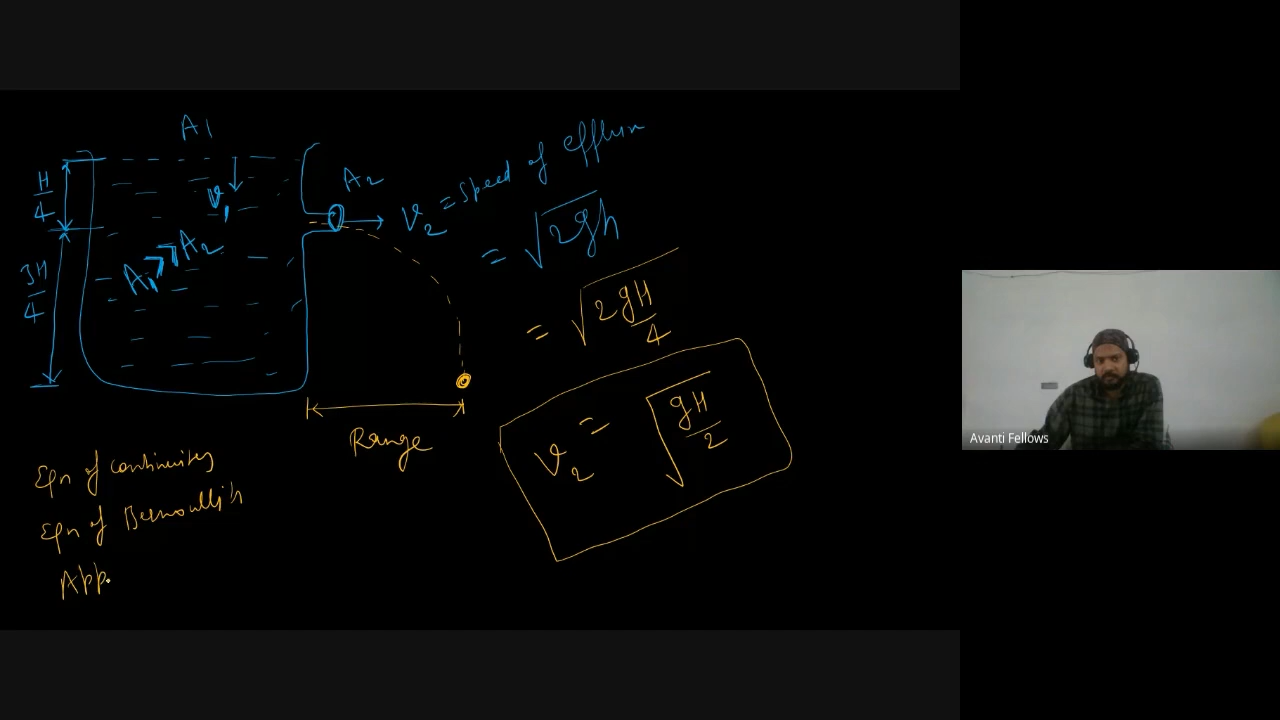 A1
H/4
A2
v1
v2 = Speed of efflux
= √2gh
A1 >> A2
3H/4
= √2gH/4
v2 = √gH/2
Range
Eqn of continuity
Eqn of Bernoulli's
App.
Avanti Fellows